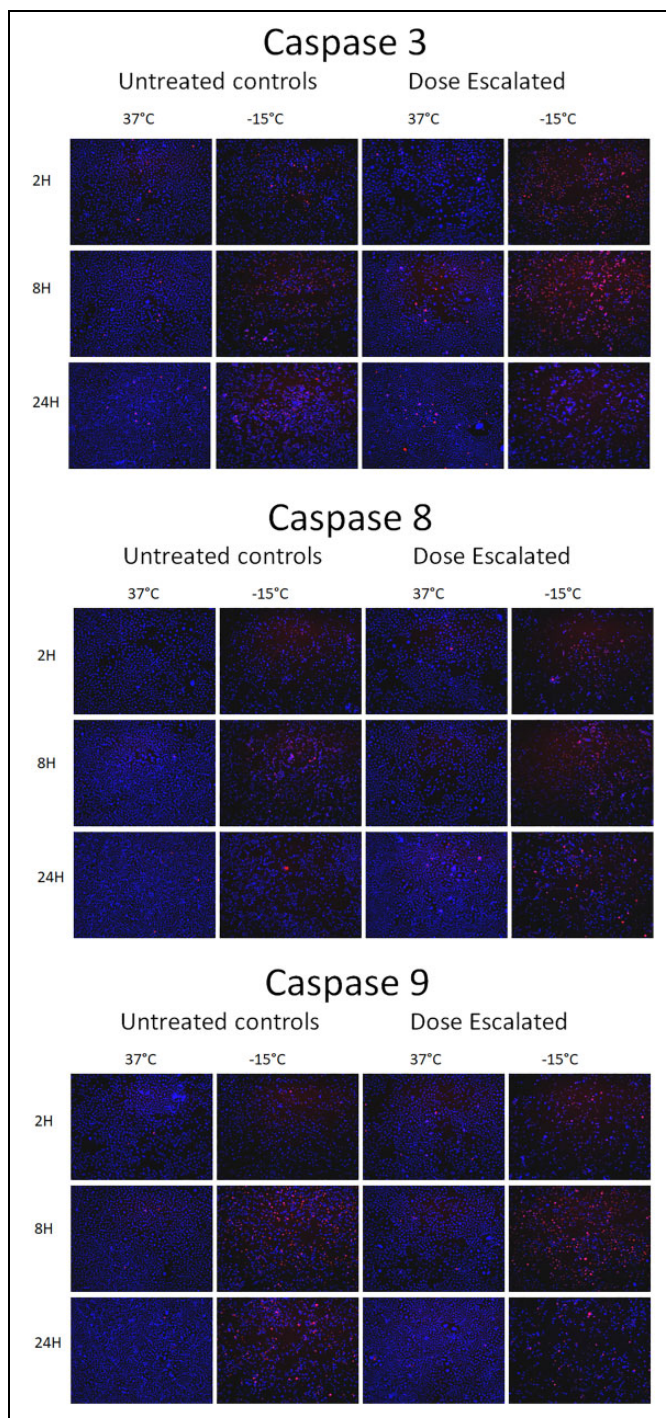 Caspase 3
Untreated controls Dose Escalated
37°C -15°C 37°C -15°C
2H
8H
24H
Caspase 8
Untreated controls Dose Escalated
37°C -15°C 37°C -15°C
2H
8H
24H
Caspase 9
Untreated controls Dose Escalated
37°C -15°C 37°C -15°C
2H
8H
24H